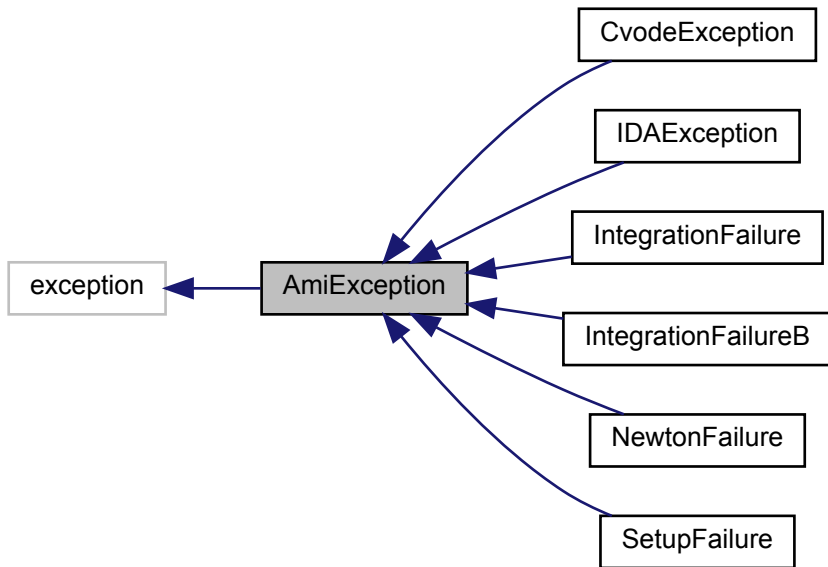 CvodeException
IDAException
IntegrationFailure
exception
AmiException
IntegrationFailureB
NewtonFailure
SetupFailure